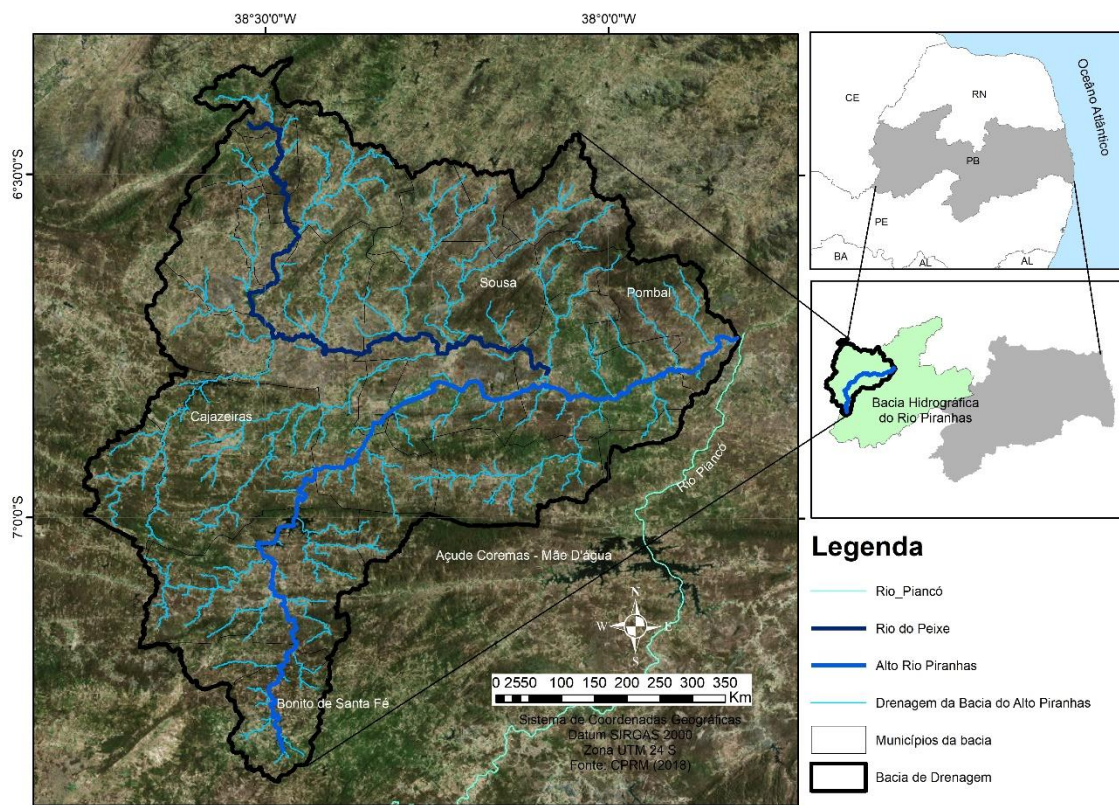 38°30'0"W
38°0'0"W
6°30'0"S
7°0'0"S
Sousa
Pombal
Cajazeiras
Rio Piancó
Açude Coremas - Mão D'água
Bonito de Santa Fé
N
W
E
S
0 2550 100 150 200 250 300 350
Km
Sistema de Coordenadas Geográficas
Datum SIRGAS 2000
Zona UTM 24 S
Fonte: CPRM (2018)
CE
RN
PB
PE
BA
AL
AL
Oceâno Atlântico
Bacia Hidrográfica
do Rio Piranhas
Legenda
Rio_Piancó
Rio do Peixe
Alto Rio Piranhas
Drenagem da Bacia do Alto Piranhas
Municípios da bacia
Bacia de Drenagem